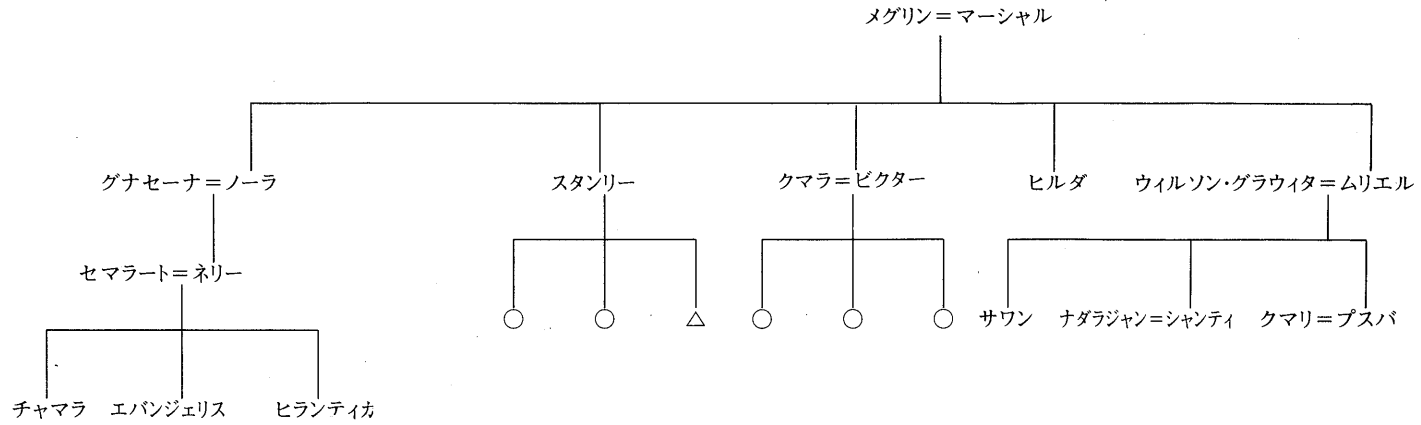 メグリン＝マーシャル
グナセーナ＝ノーラ　スタンリー　クマラ＝ビクター　ヒルダ　ウィルソン・グラウィタ＝ムリエル
セマラート＝ネリー
サワン　ナダラジャン＝シャンティ　クマリ＝プスバ
チャマラ　エバンジェリス　ヒランティカ